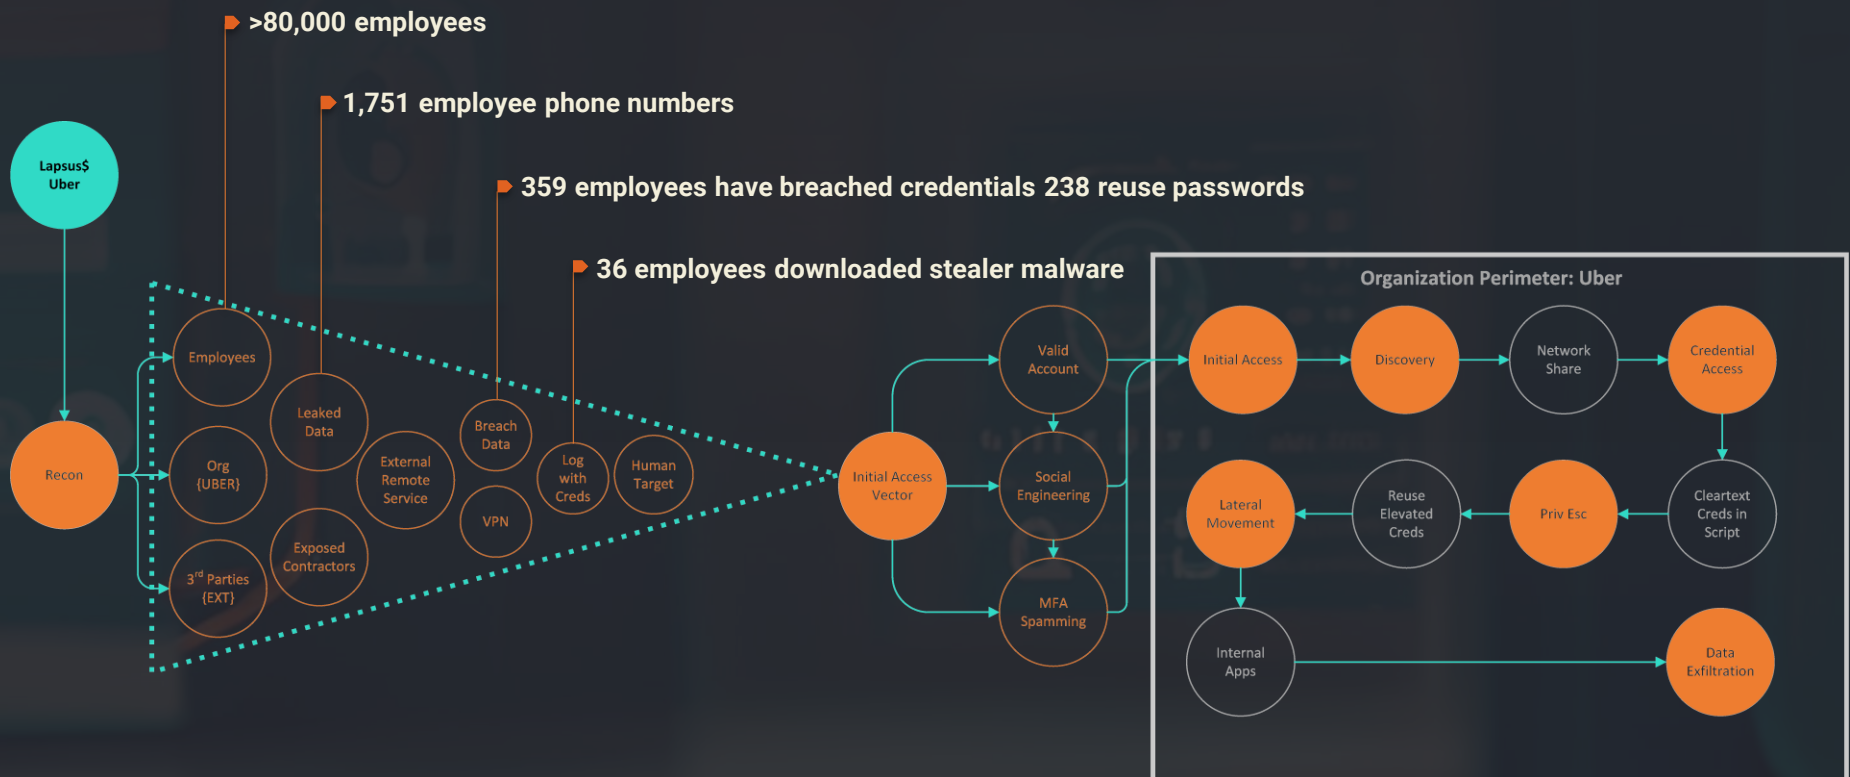 >80,000 employees
1,751 employee phone numbers
359 employees have breached credentials 238 reuse passwords
36 employees downloaded stealer malware
Lapsus$
Uber
Recon
Employees
Org
{UBER}
3rd Parties
{EXT}
Leaked
Data
Exposed
Contractors
External
Remote
Service
Breach
Data
VPN
Log
with
Creds
Human
Target
Initial Access
Vector
Valid
Account
Social
Engineering
MFA
Spamming
Organization Perimeter: Uber
Initial Access
Discovery
Network
Share
Credential
Access
Cleartext
Creds in
Script
Priv Esc
Reuse
Elevated
Creds
Lateral
Movement
Internal
Apps
Data
Exfiltration